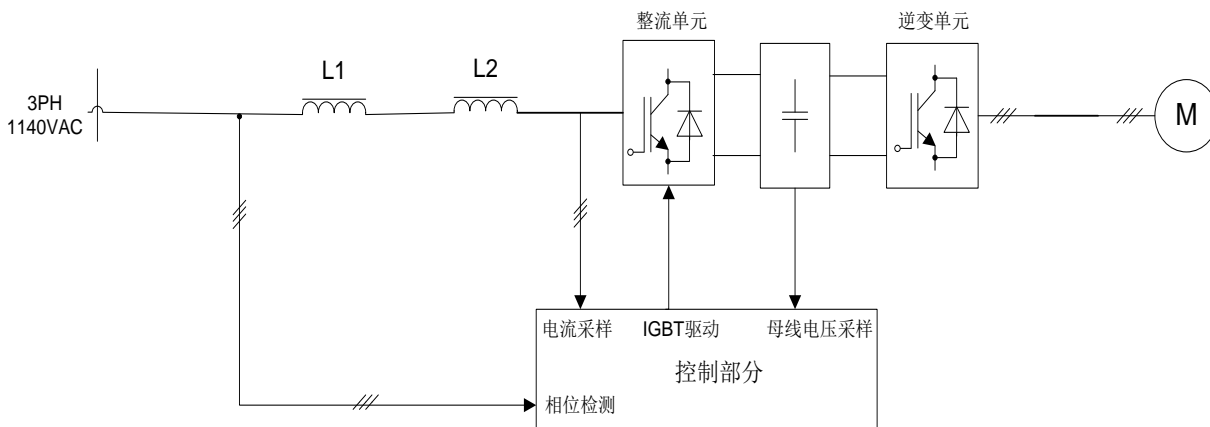 整流单元
逆变单元
L1
L2
3PH
1140VAC
M
电流采样
IGBT驱动
母线电压采样
控制部分
相位检测